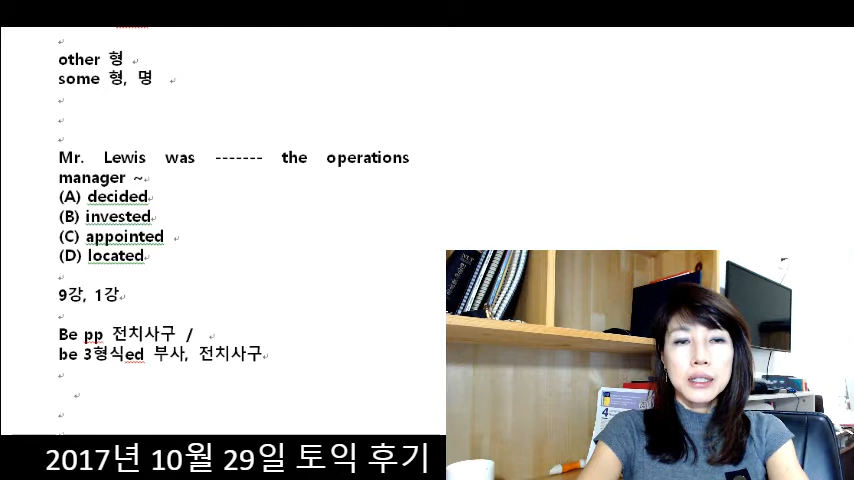 other 형
some 형, 명
Mr. Lewis was ------- the operations
manager ~
(A) decided
(B) invested
(C) appointed
(D) located
9강, 1강
Be pp 전치사구 /
be 3형식ed 부사, 전치사구
2017년 10월 29일 토익 후기
4